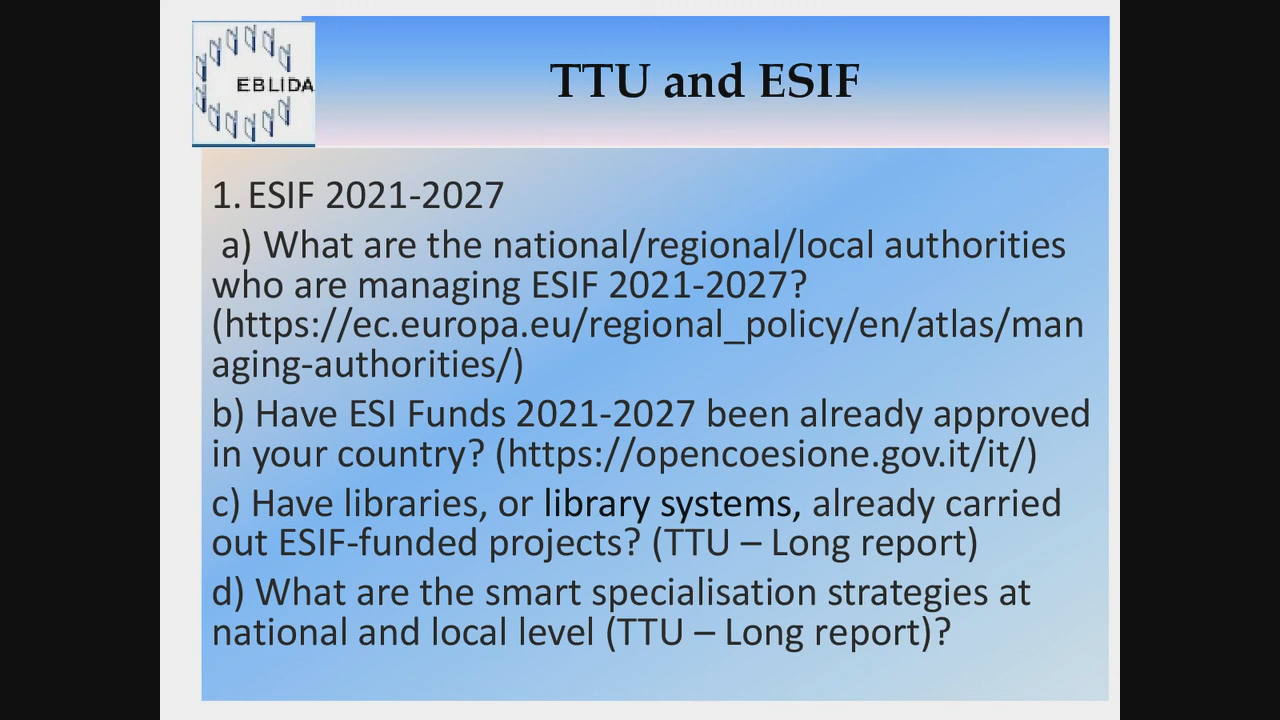 EBLIDA
TTU and ESIF
1. ESIF 2021-2027
a) What are the national/regional/local authorities
who are managing ESIF 2021-2027?
(https://ec.europa.eu/regional_policy/en/atlas/man
aging-authorities/)
b) Have ESI Funds 2021-2027 been already approved
in your country? (https://opencoesione.gov.it/it/)
c) Have libraries, or library systems, already carried
out ESIF-funded projects? (TTU – Long report)
d) What are the smart specialisation strategies at
national and local level (TTU – Long report)?